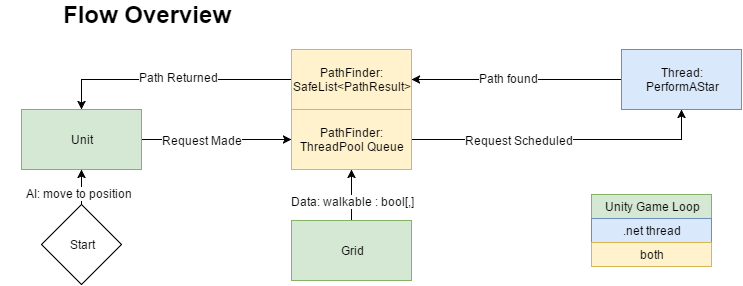 Flow Overview
Path Returned
PathFinder:
SafeList<PathResult>
Path found
Thread:
PerformAStar
Unit
Request Made
PathFinder:
ThreadPool Queue
Request Scheduled
AI: move to position
Data: walkable : bool[,]
Start
Grid
Unity Game Loop
.net thread
both